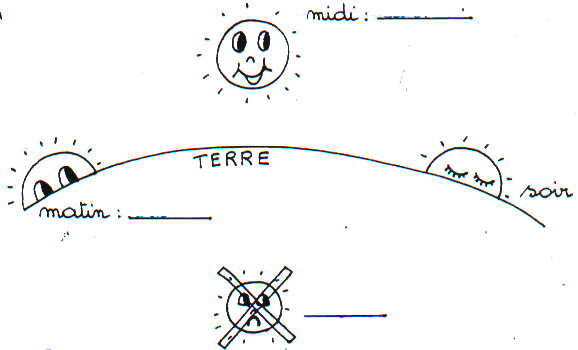 midi :
TERRE
soir
matin :